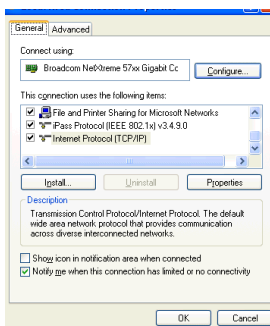 General Advanced
Connect using:
Broadcom NetXtreme 57xx Gigabit Cc
Configure...
This connection uses the following items:
File and Printer Sharing for Microsoft Networks
iPass Protocol (IEEE 802.1x) v3.4.9.0
Internet Protocol (TCP/IP)
Install... Uninstall Properties
Description
Transmission Control Protocol/Internet Protocol. The default
wide area network protocol that provides communication
across diverse interconnected networks.
Show icon in notification area when connected
Notify me when this connection has limited or no connectivity
OK Cancel